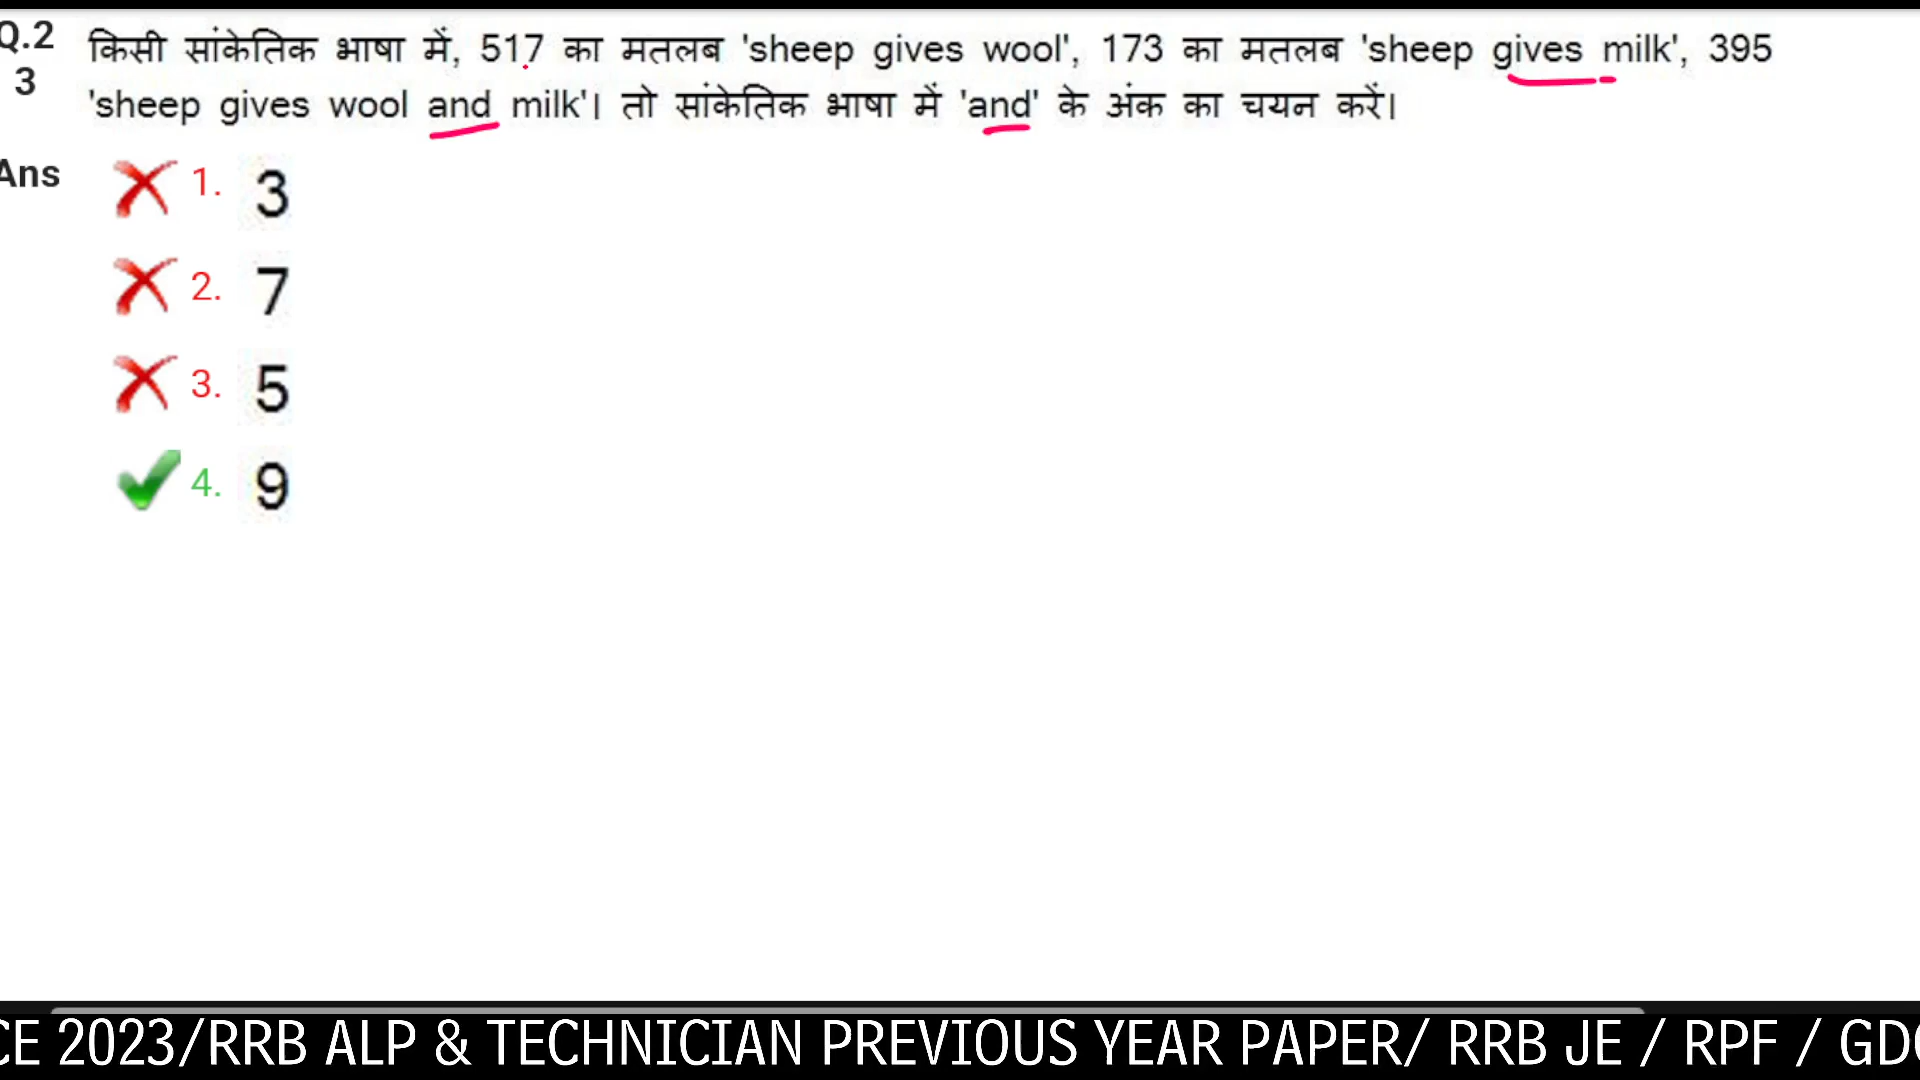 Q.2
3
किसी सांकेतिक भाषा में, 517 का मतलब 'sheep gives wool', 173 का मतलब 'sheep gives milk', 395
'sheep gives wool and milk'। तो सांकेतिक भाषा में 'and' के अंक का चयन करें।
Ans
1. 3
2. 7
3. 5
4. 9
CE 2023/RRB ALP & TECHNICIAN PREVIOUS YEAR PAPER/ RRB JE / RPF / GD